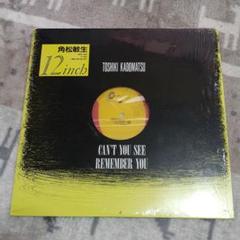 角松敏生
12inch
TOSHIKI KADOMATSU
CAN'T YOU SEE
REMEMBER YOU